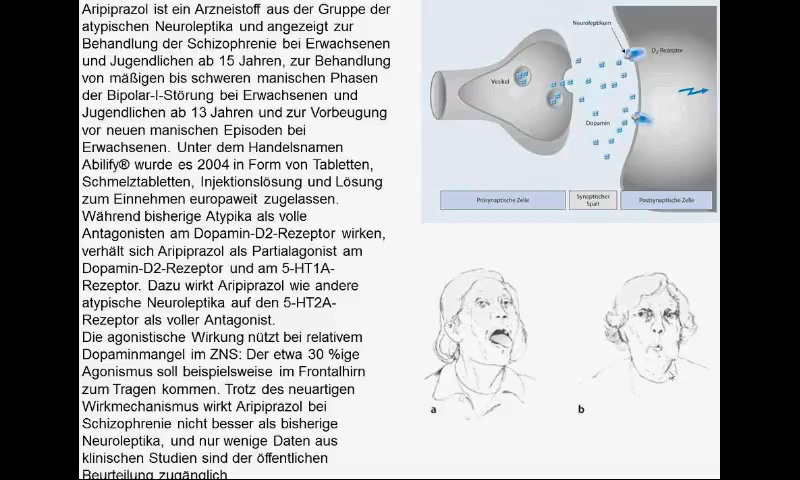 Aripiprazol ist ein Arzneistoff aus der Gruppe der
atypischen Neuroleptika und angezeigt zur
Behandlung der Schizophrenie bei Erwachsenen
und Jugendlichen ab 15 Jahren, zur Behandlung
von mäßigen bis schweren manischen Phasen
der Bipolar-I-Störung bei Erwachsenen und
Jugendlichen ab 13 Jahren und zur Vorbeugung
vor neuen manischen Episoden bei
Erwachsenen. Unter dem Handelsnamen
Abilify® wurde es 2004 in Form von Tabletten,
Schmelztabletten, Injektionslösung und Lösung
zum Einnehmen europaweit zugelassen.
Während bisherige Atypika als volle
Antagonisten am Dopamin-D2-Rezeptor wirken,
verhält sich Aripiprazol als Partialagonist am
Dopamin-D2-Rezeptor und am 5-HT1A-
Rezeptor. Dazu wirkt Aripiprazol wie andere
atypische Neuroleptika auf den 5-HT2A-
Rezeptor als voller Antagonist.
Die agonistische Wirkung nützt bei relativem
Dopaminmangel im ZNS: Der etwa 30 %ige
Agonismus soll beispielsweise im Frontalhirn
zum Tragen kommen. Trotz des neuartigen
Wirkmechanismus wirkt Aripiprazol bei
Schizophrenie nicht besser als bisherige
Neuroleptika, und nur wenige Daten aus
klinischen Studien sind der öffentlichen
Beurteilung zugänglich
Neuroleptikum
D₂-Rezeptor
Vesikel
Dopamin
Präsynaptische Zelle
Synaptischer
Spalt
Postsynaptische Zelle
a
b